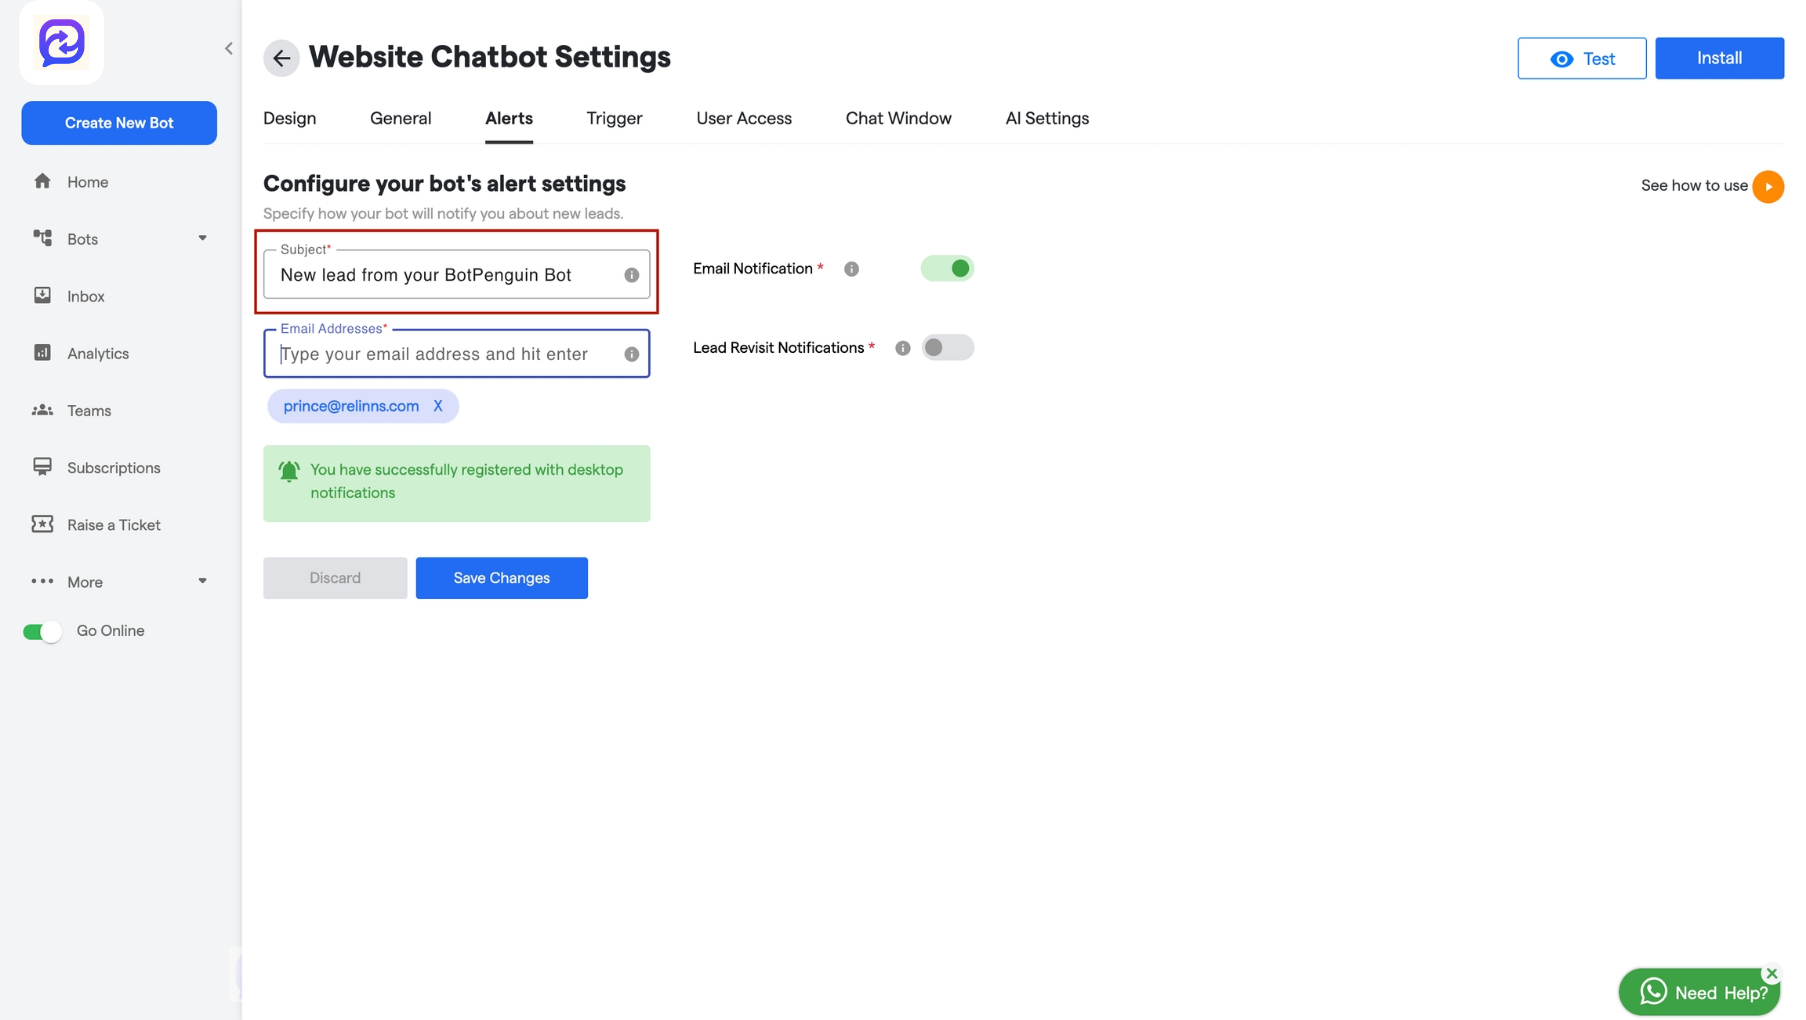 Website Chatbot Settings
Test
Install
Create New Bot
Design
General
Alerts
Trigger
User Access
Chat Window
AI Settings
Home
Bots
Inbox
Analytics
Teams
Subscriptions
Raise a Ticket
More
Go Online
Configure your bot's alert settings
Specify how your bot will notify you about new leads.
See how to use
Subject*
New lead from your BotPenguin Bot
Email Notification *
Email Addresses*
Type your email address and hit enter
Lead Revisit Notifications *
prince@relinns.com X
You have successfully registered with desktop
notifications
Discard
Save Changes
Need Help?